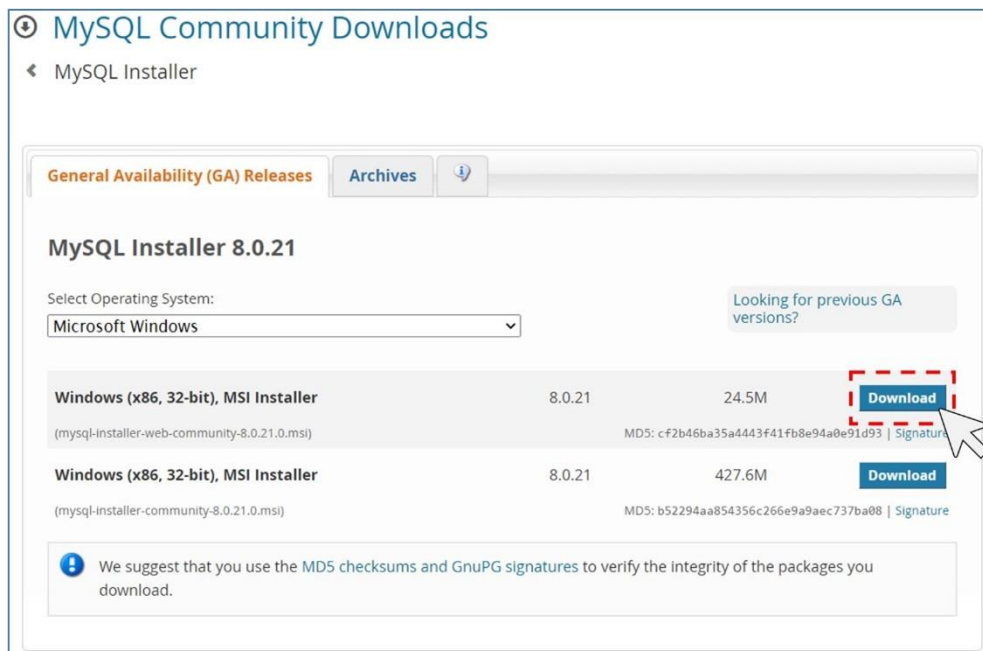 MySQL Community Downloads
MySQL Installer
General Availability (GA) Releases
Archives
MySQL Installer 8.0.21
Select Operating System:
Microsoft Windows
Looking for previous GA
versions?
Windows (x86, 32-bit), MSI Installer 8.0.21 24.5M Download
(mysql-installer-web-community-8.0.21.0.msi) MD5: cf2b46ba35a4443f41fb8e94a0e91d93 | Signature
Windows (x86, 32-bit), MSI Installer 8.0.21 427.6M Download
(mysql-installer-community-8.0.21.0.msi) MD5: b52294aa854356c266e9a9aec737ba08 | Signature
We suggest that you use the MD5 checksums and GnuPG signatures to verify the integrity of the packages you
download.